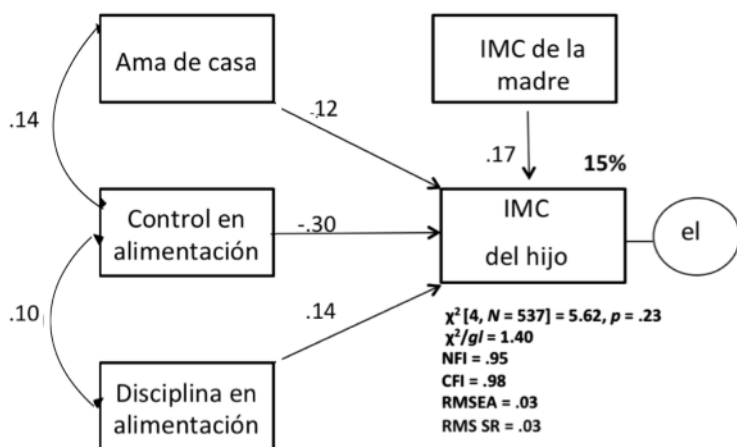 Ama de casa
IMC de la
madre
.14
-.12
.17
15%
Control en
alimentación
-.30
IMC
del hijo
el
.10
.14
χ² [4, N = 537] = 5.62, p = .23
χ²/gl = 1.40
NFI = .95
CFI = .98
RMSEA = .03
RMS SR = .03
Disciplina en
alimentación